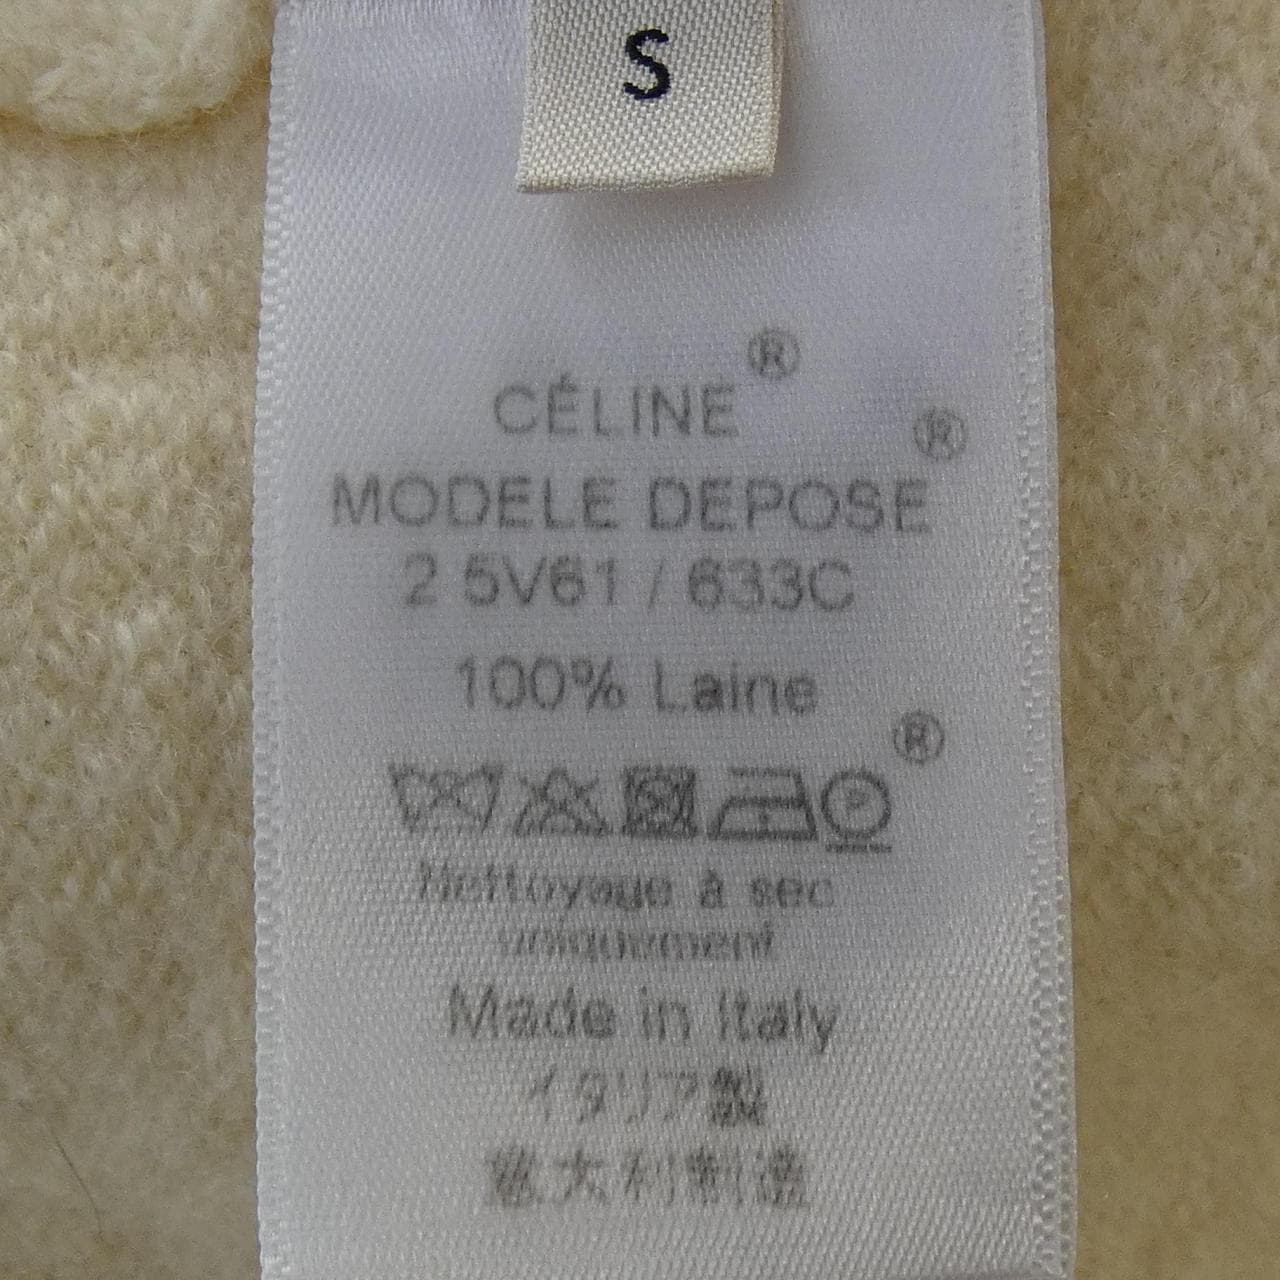 S
CÉLINE®
MODELE DEPOSE®
2 5V61 / 633C
100% Laine
®
P
Nettoyage à sec
uniquement
Made in Italy
イタリア製
意大利制造